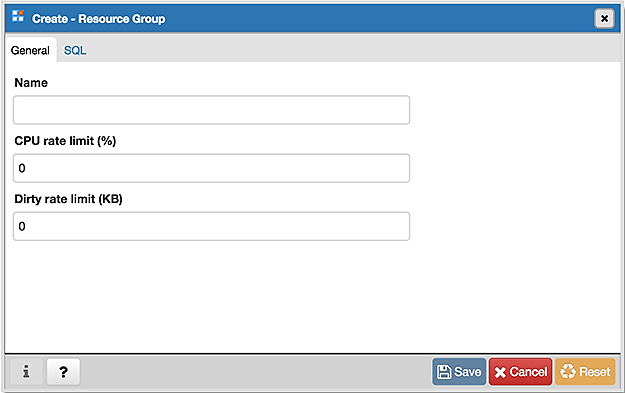 Create - Resource Group
General SQL
Name
CPU rate limit (%)
0
Dirty rate limit (KB)
0
i ? Save Cancel Reset